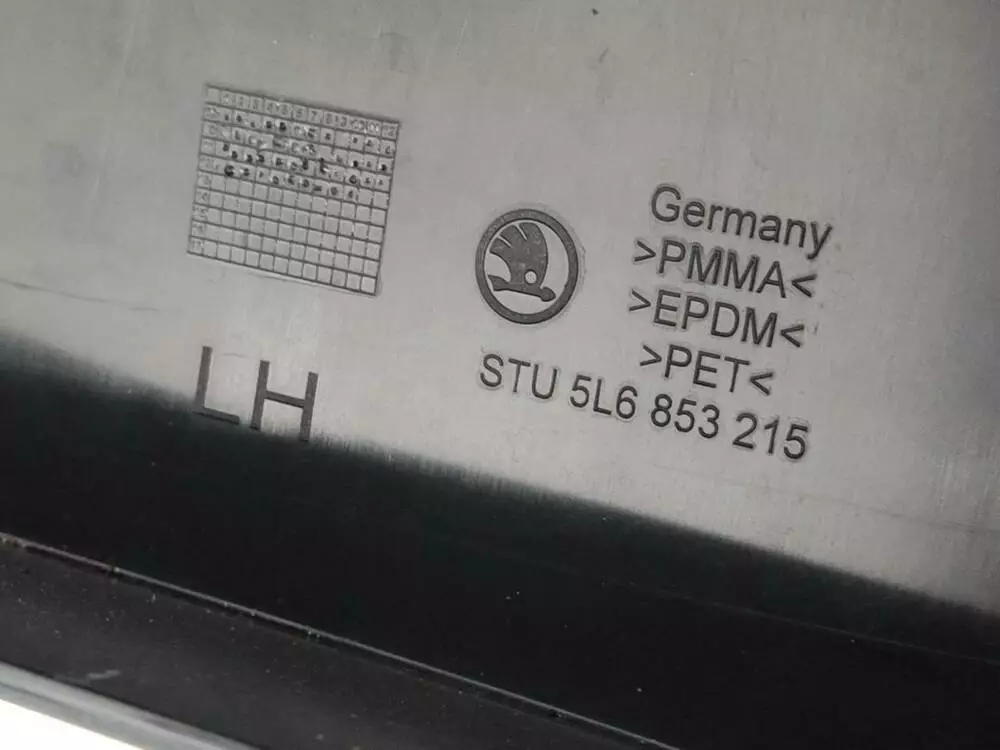 Germany
>PMMA<
>EPDM<
>PET<
STU 5L6 853 215
LH